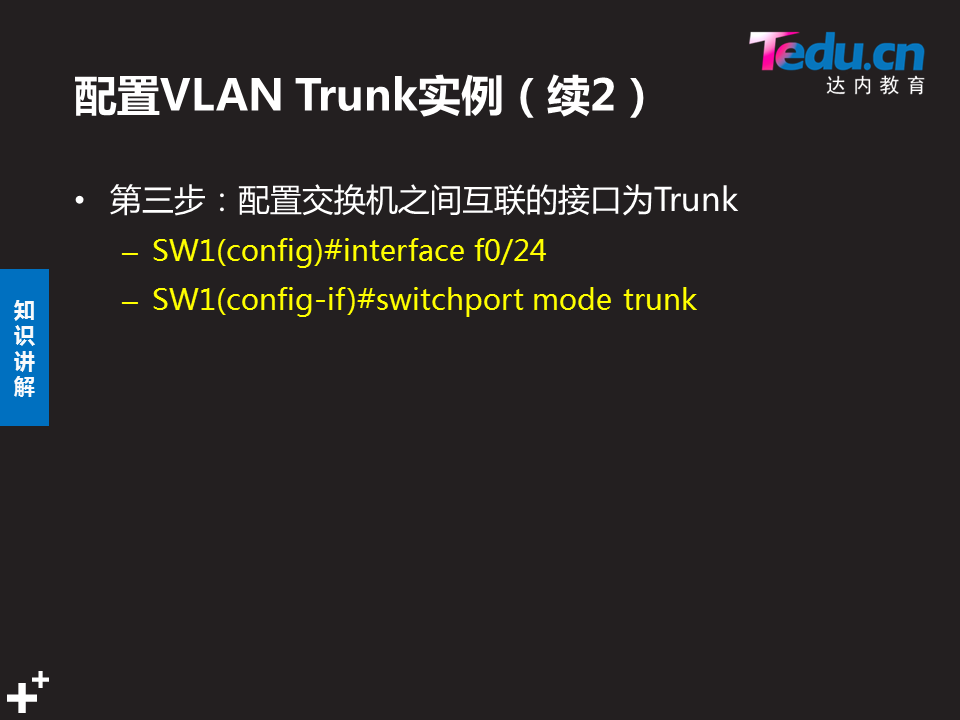 Tedu.cn
达内教育
配置VLAN Trunk实例（续2）
• 第三步：配置交换机之间互联的接口为Trunk
– SW1(config)#interface f0/24
– SW1(config-if)#switchport mode trunk
知
识
讲
解